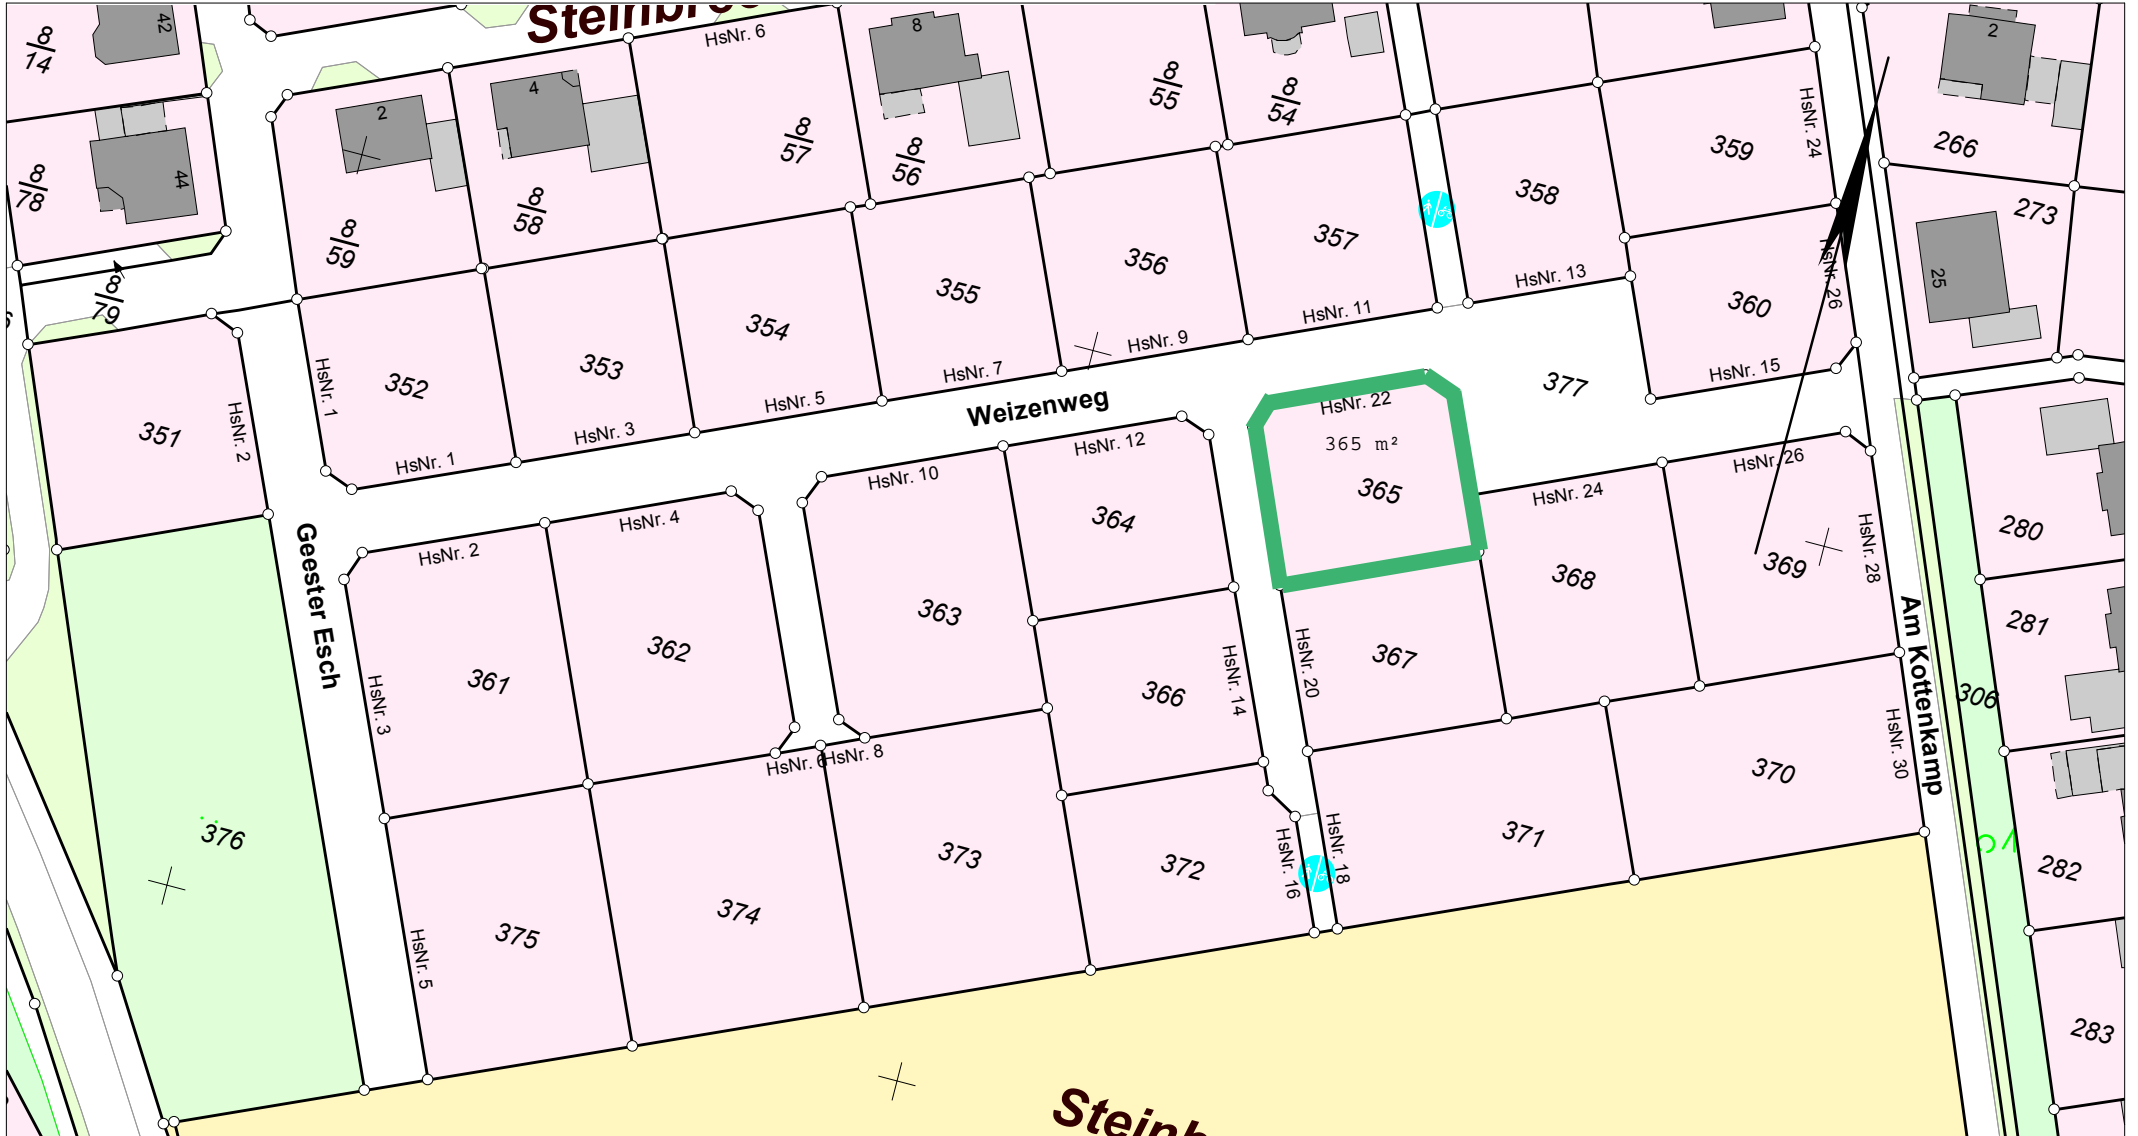 Steinbre
8
14
42
HsNr. 6
8
2
8
55
8
54
HsNr. 24
359
266
2
4
8
57
8
56
8
78
44
358
273
8
58
8
59
357
356
355
354
353
352
HsNr. 13
HsNr. 26
360
25
8
79
HsNr. 11
HsNr. 9
HsNr. 7
HsNr. 5
HsNr. 3
HsNr. 1
HsNr. 1
HsNr. 15
377
Weizenweg
HsNr. 22
365 m²
365
351
HsNr. 2
HsNr. 12
HsNr. 10
HsNr. 4
HsNr. 2
HsNr. 26
HsNr. 24
364
Geester Esch
HsNr. 28
280
369
368
363
362
361
HsNr. 3
367
HsNr. 20
HsNr. 14
366
281
Am Kottenkamp
306
HsNr. 30
HsNr. 6
HsNr. 8
370
371
376
373
372
HsNr. 16
HsNr. 18
282
374
375
HsNr. 5
283
Steinb